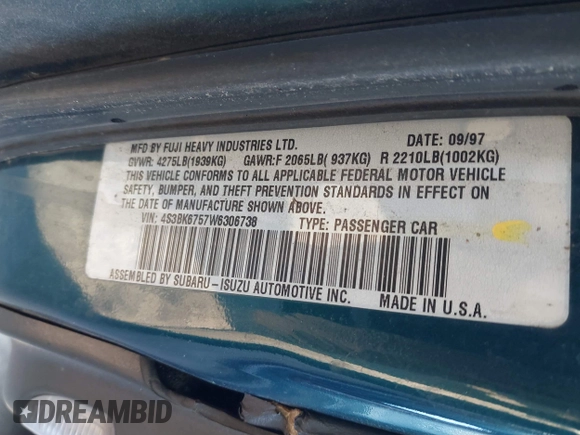 MFD BY FUJI HEAVY INDUSTRIES LTD. DATE: 09/97
GVWR: 4275LB(1939KG) GAWR:F 2065LB( 937KG) R 2210LB(1002KG)
THIS VEHICLE CONFORMS TO ALL APPLICABLE FEDERAL MOTOR VEHICLE
SAFETY, BUMPER, AND THEFT PREVENTION STANDARDS IN EFFECT ON
THE DATE OF MANUFACTURE SHOWN ABOVE.
VIN: 4S3BK6757W6306738 TYPE: PASSENGER CAR
ASSEMBLED BY SUBARU-ISUZU AUTOMOTIVE INC. MADE IN U.S.A.
DREAMBID